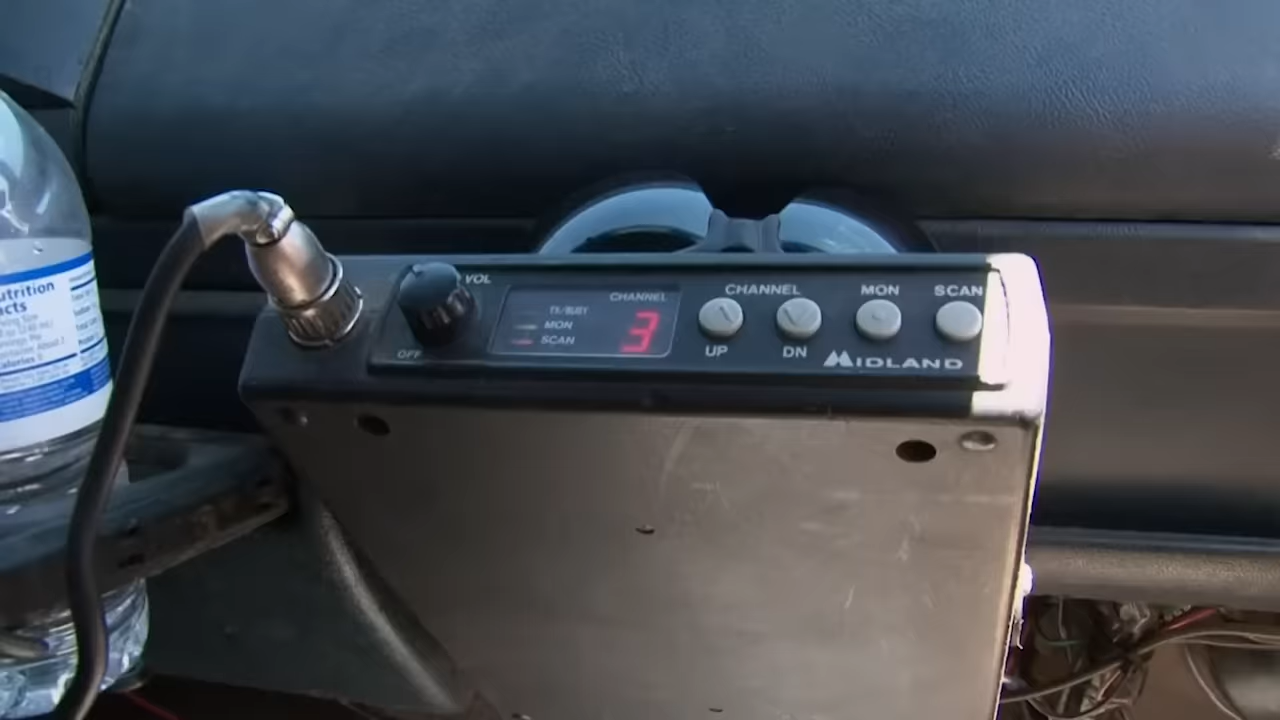 VOL
OFF
CHANNEL
TX/BUSY
MON
SCAN
3
CHANNEL
UP
DN
MON
SCAN
MIDLAND
utrition
acts